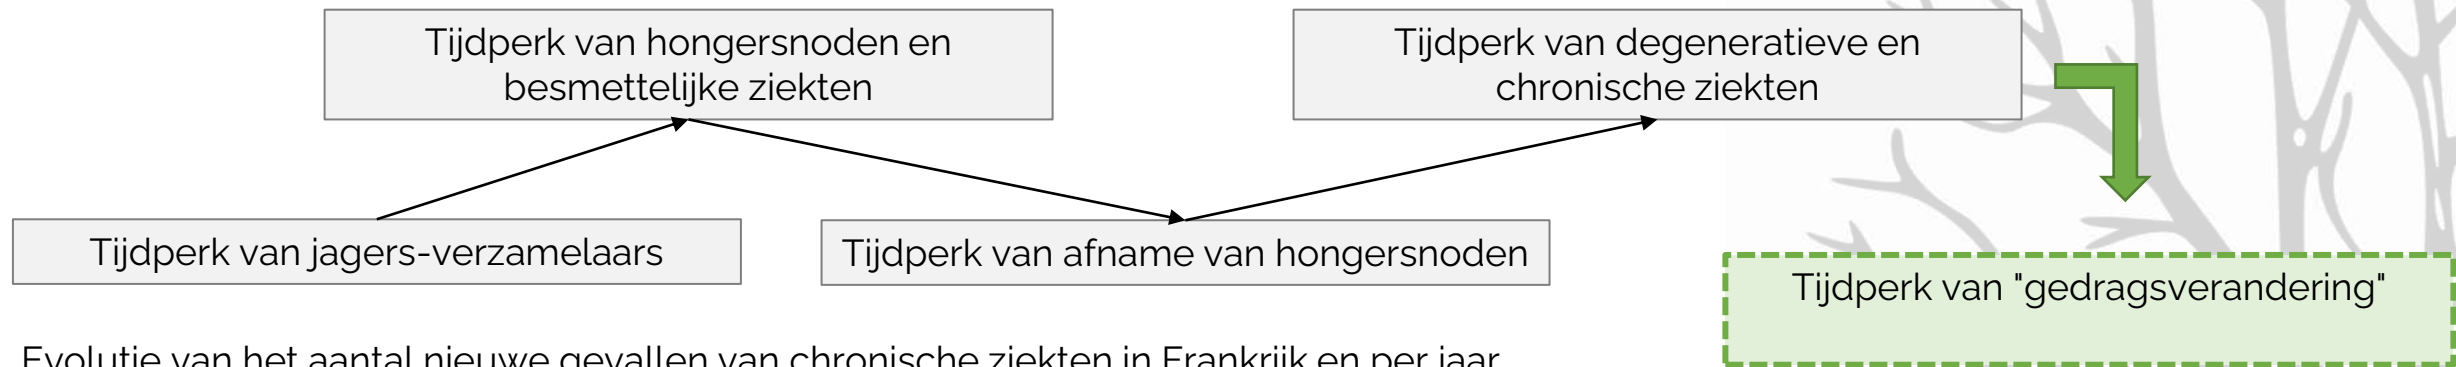 Tijdperk van hongersnoden en
besmettelijke ziekten
Tijdperk van degeneratieve en
chronische ziekten
Tijdperk van jagers-verzamelaars
Tijdperk van afname van hongersnoden
Tijdperk van "gedragsverandering"
Evolutie van het aantal nieuwe gevallen van chronische ziekten in Frankrijk en per jaar